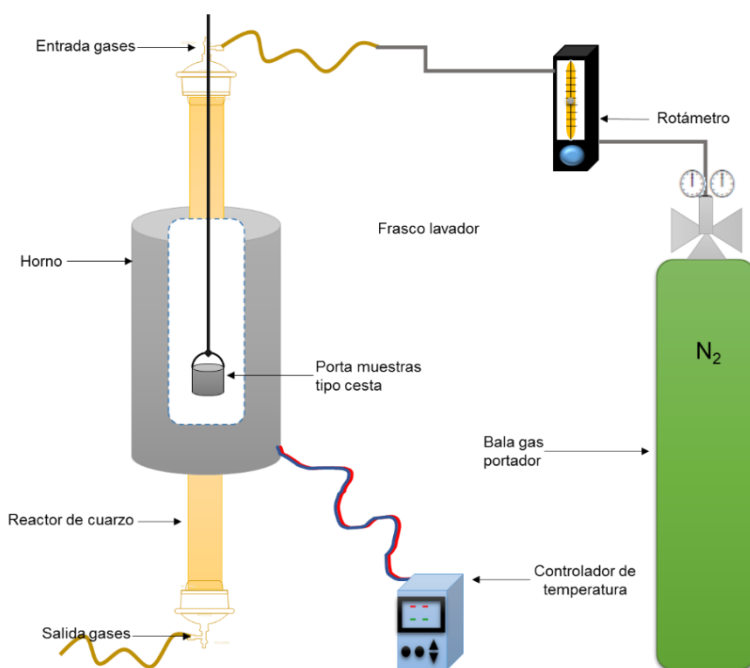 Entrada gases
Rotámetro
Frasco lavador
Horno
N2
Porta muestras
tipo cesta
Bala gas
portador
Reactor de cuarzo
Controlador de
temperatura
Salida gases